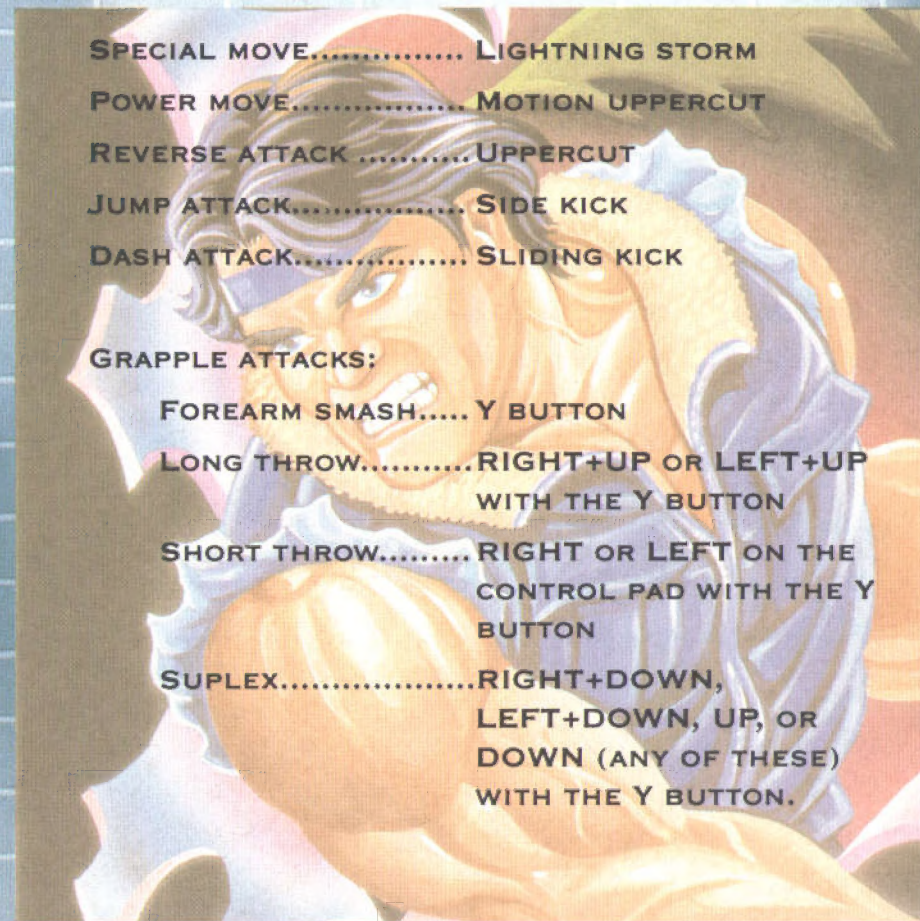 SPECIAL MOVE............... LIGHTNING STORM
POWER MOVE................. MOTION UPPERCUT
REVERSE ATTACK ........... UPPERCUT
JUMP ATTACK................. SIDE KICK
DASH ATTACK................. SLIDING KICK
GRAPPLE ATTACKS:
FOREARM SMASH..... Y BUTTON
LONG THROW...........RIGHT+UP OR LEFT+UP
WITH THE Y BUTTON
SHORT THROW......... RIGHT OR LEFT ON THE
CONTROL PAD WITH THE Y
BUTTON
SUPLEX...................RIGHT+DOWN,
LEFT+DOWN, UP, OR
DOWN (ANY OF THESE)
WITH THE Y BUTTON.